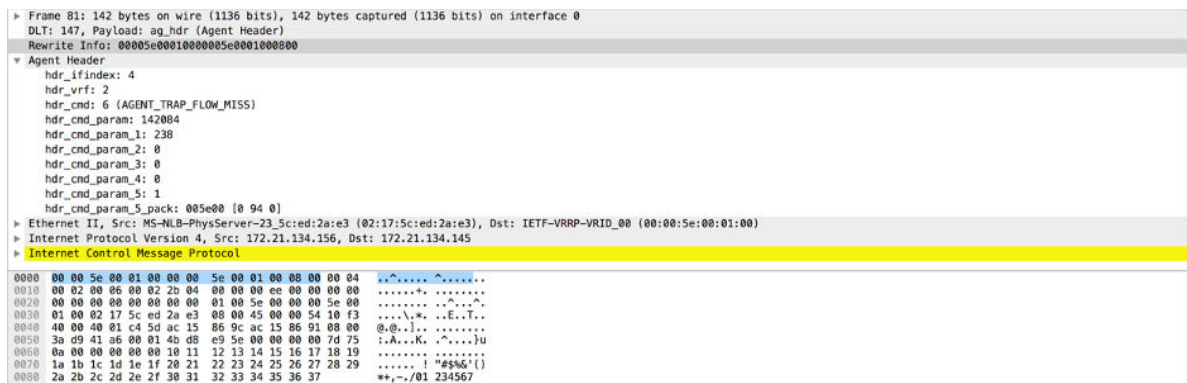 Frame 81: 142 bytes on wire (1136 bits), 142 bytes captured (1136 bits) on interface 0
DLT: 147, Payload: ag_hdr (Agent Header)
Rewrite Info: 00005e00010000005e0001000800
Agent Header
hdr_ifindex: 4
hdr_vrf: 2
hdr_cmd: 6 (AGENT_TRAP_FLOW_MISS)
hdr_cmd_param: 142084
hdr_cmd_param_1: 238
hdr_cmd_param_2: 0
hdr_cmd_param_3: 0
hdr_cmd_param_4: 0
hdr_cmd_param_5: 1
hdr_cmd_param_5_pack: 005e00 [0 94 0]
Ethernet II, Src: MS-NLB-PhysServer-23_5c:ed:2a:e3 (02:17:5c:ed:2a:e3), Dst: IETF-VRRP-VRID_00 (00:00:5e:00:01:00)
Internet Protocol Version 4, Src: 172.21.134.156, Dst: 172.21.134.145
Internet Control Message Protocol
0000 00 00 5e 00 01 00 00 00 5e 00 01 00 08 00 00 04 ..^..... ^.......
0010 00 02 00 06 00 02 2b 04 00 00 00 ee 00 00 00 00 ......+. ........
0020 00 00 00 00 00 00 00 00 01 00 5e 00 00 00 5e 00 ........ ..^...^.
0030 01 00 02 17 5c ed 2a e3 08 00 45 00 00 54 10 f3 ....\.*. ..E..T..
0040 40 00 40 01 c4 5d ac 15 86 9c ac 15 86 91 08 00 @.@..].. ........
0050 3a d9 41 a6 00 01 4b d8 e9 5e 00 00 00 00 7d 75 :.A...K. .^....}u
0060 0a 00 00 00 00 00 10 11 12 13 14 15 16 17 18 19 ........ ........
0070 1a 1b 1c 1d 1e 1f 20 21 22 23 24 25 26 27 28 29 ...... ! "#$%&'()
0080 2a 2b 2c 2d 2e 2f 30 31 32 33 34 35 36 37 *+,-./01 234567